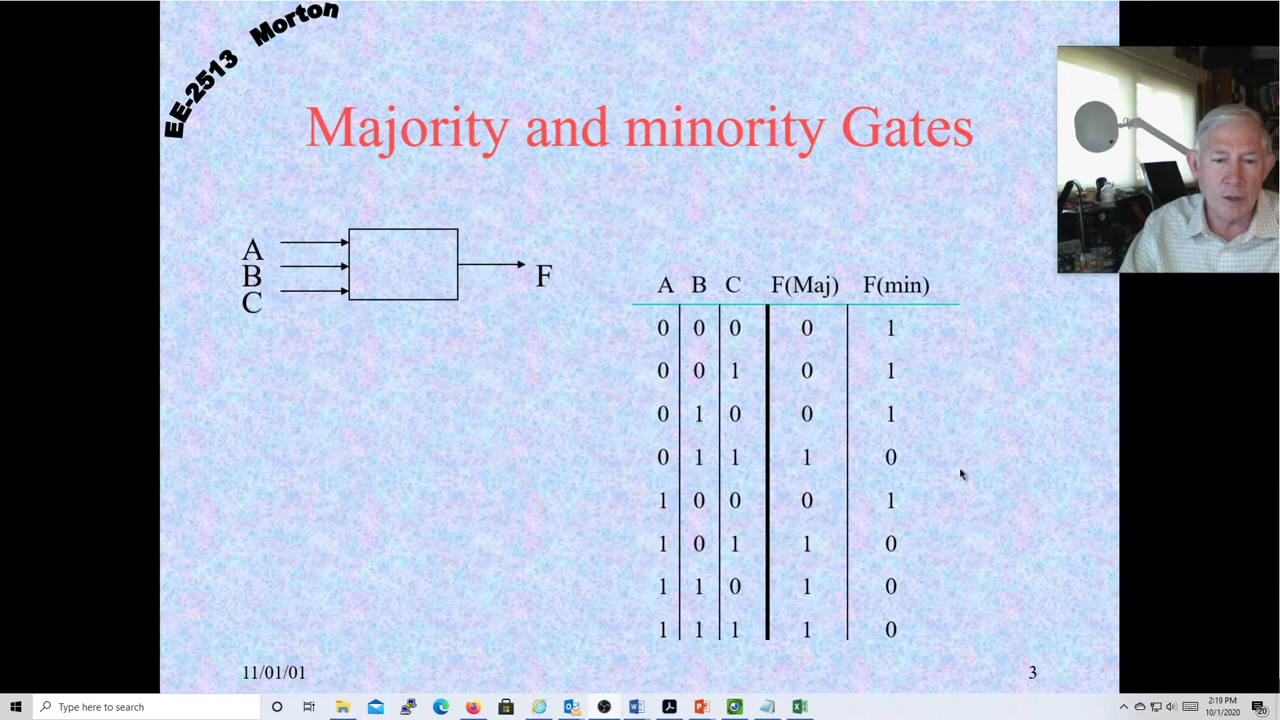 EE-2513 Morton
Majority and minority Gates
A
B
C
F
A B C F(Maj) F(min)
0 0 0 0 1
0 0 1 0 1
0 1 0 0 1
0 1 1 1 0
1 0 0 0 1
1 0 1 1 0
1 1 0 1 0
1 1 1 1 0
11/01/01
3
Type here to search
2:19 PM
10/1/2020
20